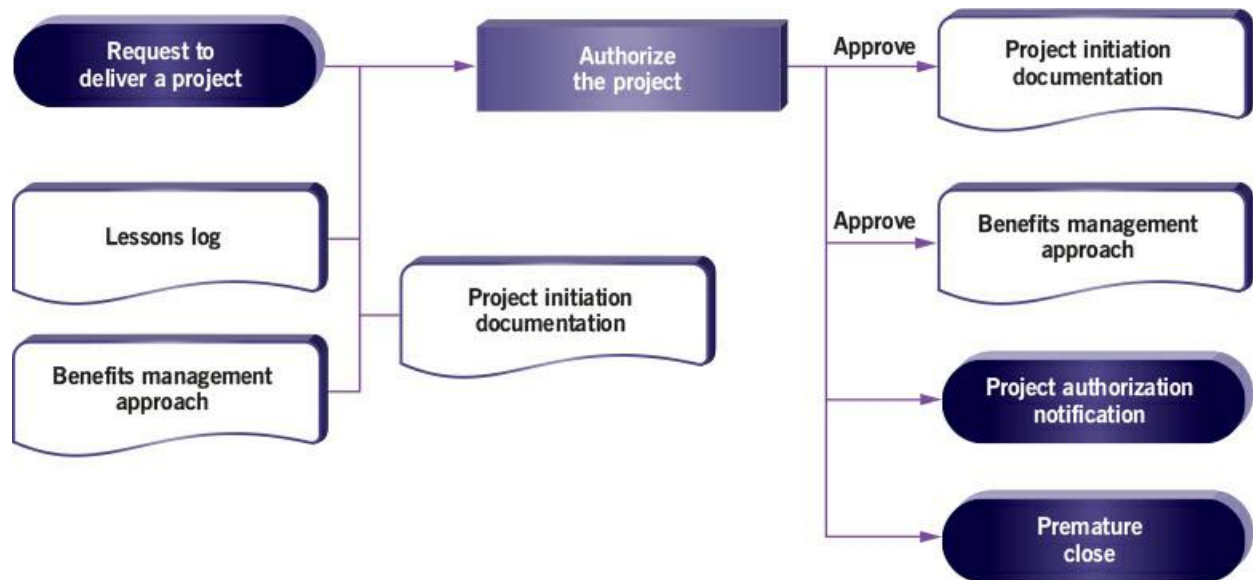 Request to
deliver a project
Authorize
the project
Approve
Project initiation
documentation
Lessons log
Approve
Benefits management
approach
Project initiation
documentation
Benefits management
approach
Project authorization
notification
Premature
close